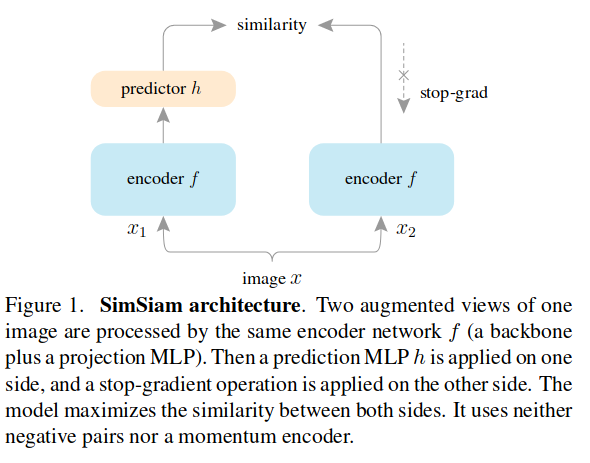 similarity
predictor h
stop-grad
encoder f
encoder f
x1
x2
image x
Figure 1. SimSiam architecture. Two augmented views of one
image are processed by the same encoder network f (a backbone
plus a projection MLP). Then a prediction MLP h is applied on one
side, and a stop-gradient operation is applied on the other side. The
model maximizes the similarity between both sides. It uses neither
negative pairs nor a momentum encoder.